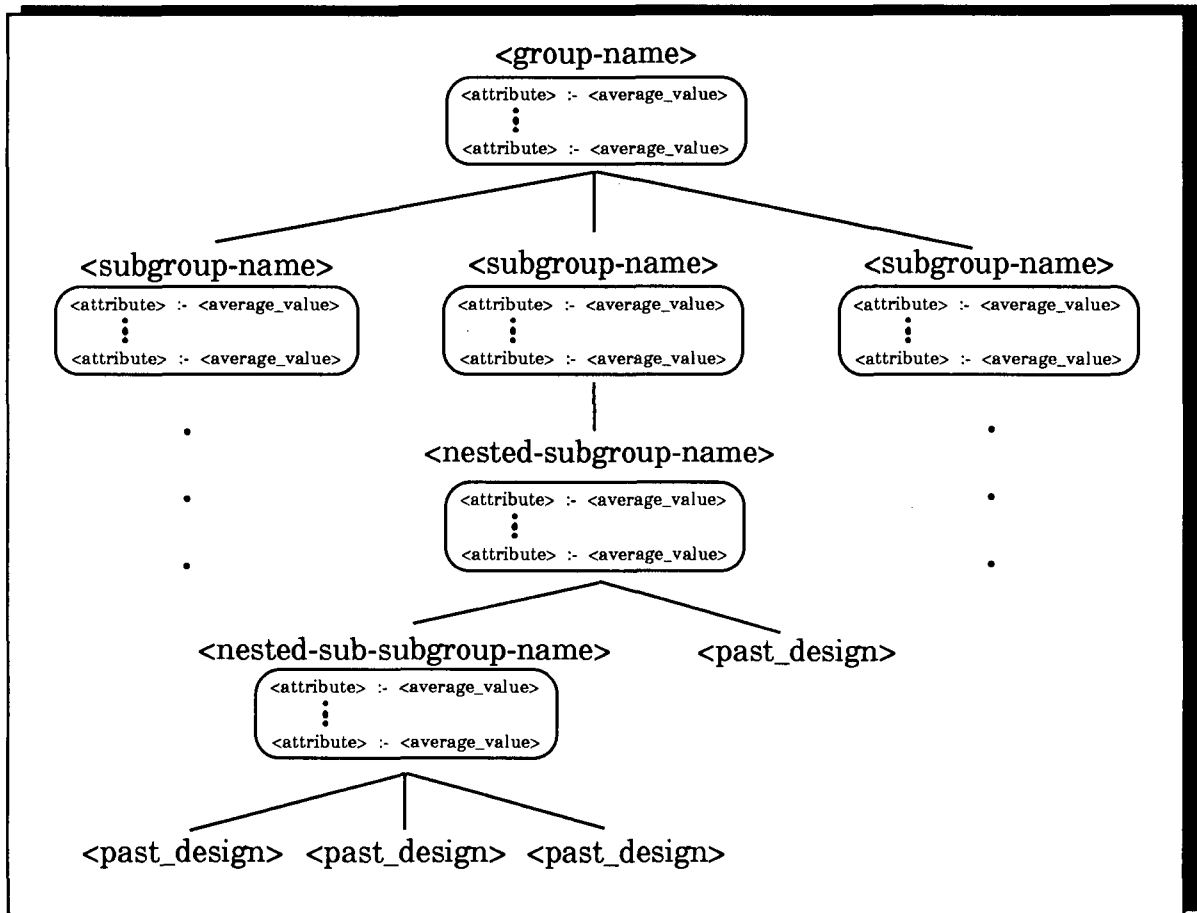 <group-name>
<attribute> :- <average_value>
<attribute> :- <average_value>
<subgroup-name> <subgroup-name> <subgroup-name>
<attribute> :- <average_value> <attribute> :- <average_value> <attribute> :- <average_value>
<attribute> :- <average_value> <attribute> :- <average_value> <attribute> :- <average_value>
<nested-subgroup-name>
<attribute> :- <average_value>
<attribute> :- <average_value>
<nested-sub-subgroup-name> <past_design>
<attribute> :- <average_value>
<attribute> :- <average_value>
<past_design> <past_design> <past_design>